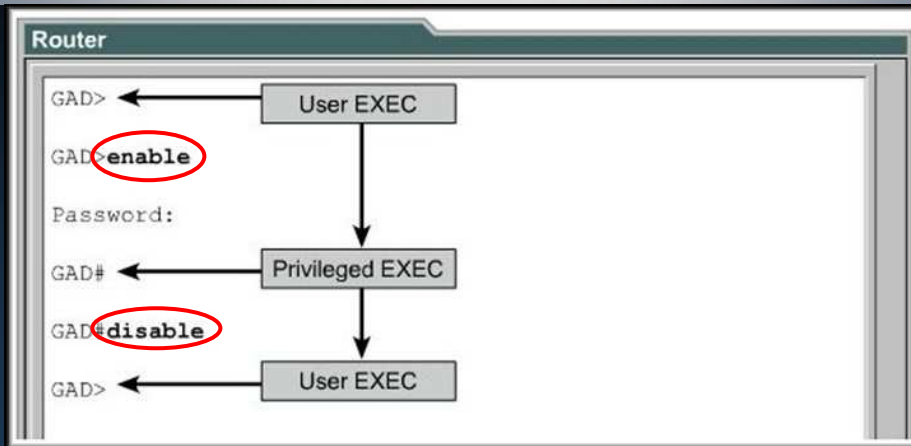 Router
GAD> User EXEC
GAD>enable
Password:
GAD# Privileged EXEC
GAD#disable
GAD> User EXEC